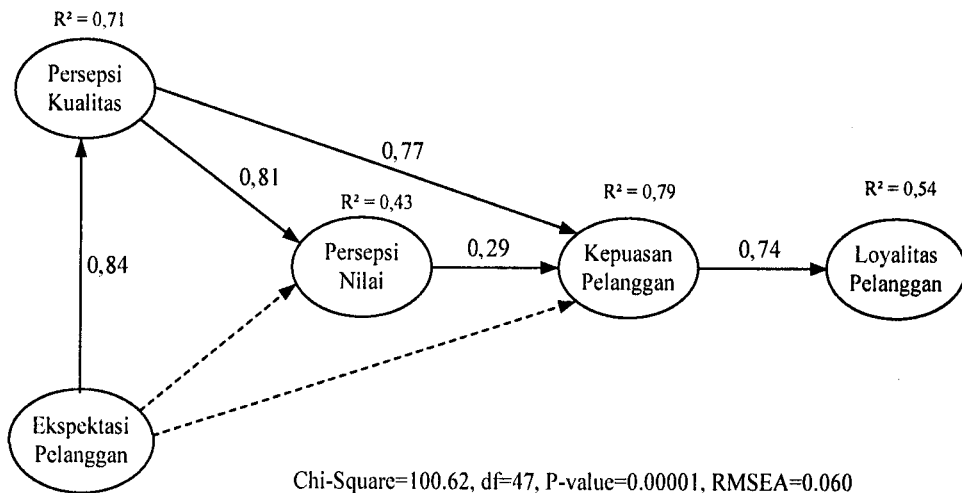 R² = 0,71
Persepsi
Kualitas
0,77
0,81
R² = 0,43
R² = 0,79
R² = 0,54
Persepsi
Nilai
0,29
Kepuasan
Pelanggan
0,74
Loyalitas
Pelanggan
0,84
Ekspektasi
Pelanggan
Chi-Square=100.62, df=47, P-value=0.00001, RMSEA=0.060